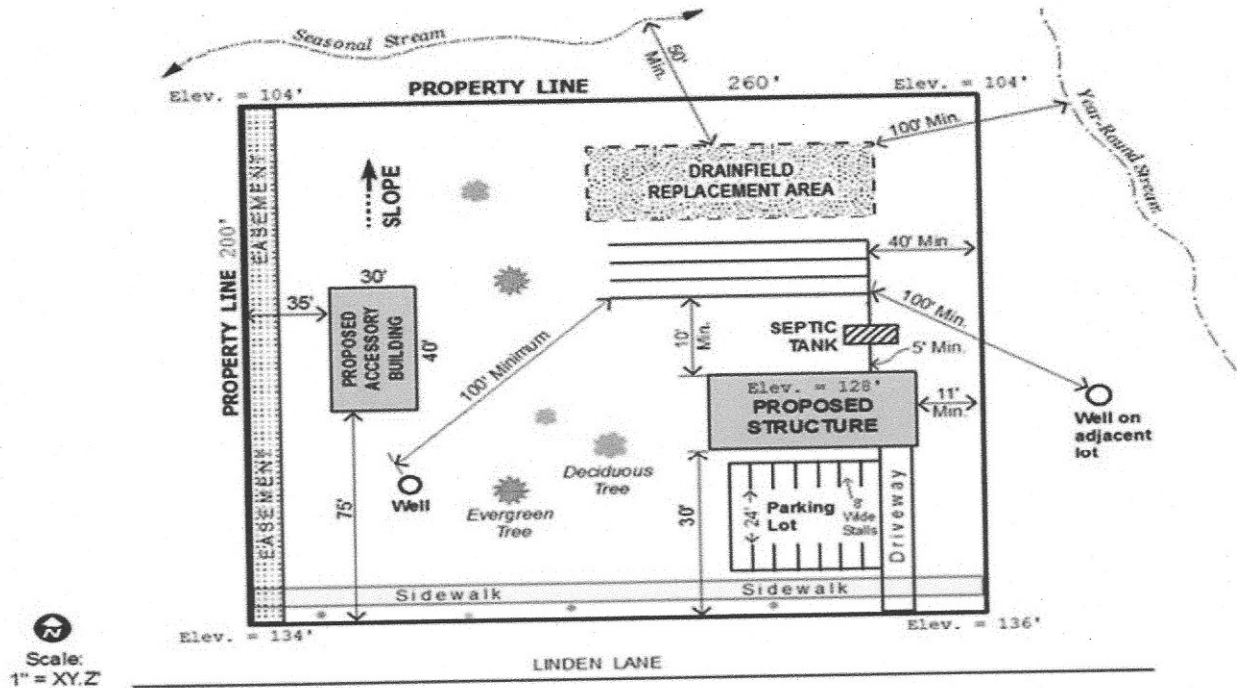 Seasonal Stream
50'
Min.
Elev. = 104'
PROPERTY LINE
260'
Elev. = 104'
100' Min.
Year-Round Stream
DRAINFIELD
REPLACEMENT AREA
EASEMENT
SLOPE
PROPERTY LINE 200'
40' Min.
30'
35'
PROPOSED
ACCESSORY
BUILDING
40'
100' Minimum
10'
Min.
SEPTIC
TANK
100' Min.
5' Min.
Elev. = 128'
PROPOSED
STRUCTURE
11'
Min.
Well on
adjacent
lot
Deciduous
Tree
Well
Evergreen
Tree
75'
30'
24'
Parking
Lot
8'
Wide
Stalls
Driveway
EASEMENT
Sidewalk
Sidewalk
Elev. = 134'
Elev. = 136'
N
Scale:
1" = XY.Z'
LINDEN LANE